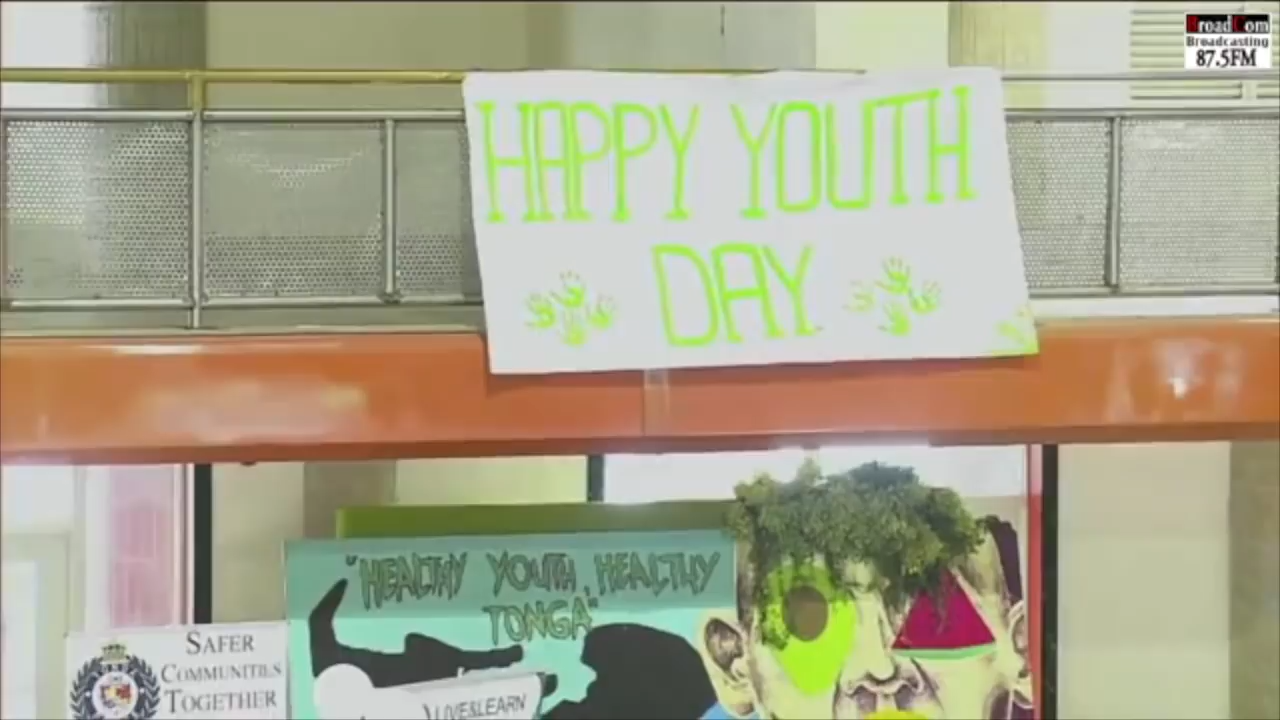 BroadCom
Broadcasting
87.5FM
HAPPY YOUTH
DAY
"HEALTHY YOUTH, HEALTHY
TONGA"
SAFER
COMMUNITIES
TOGETHER
LIVE&LEARN